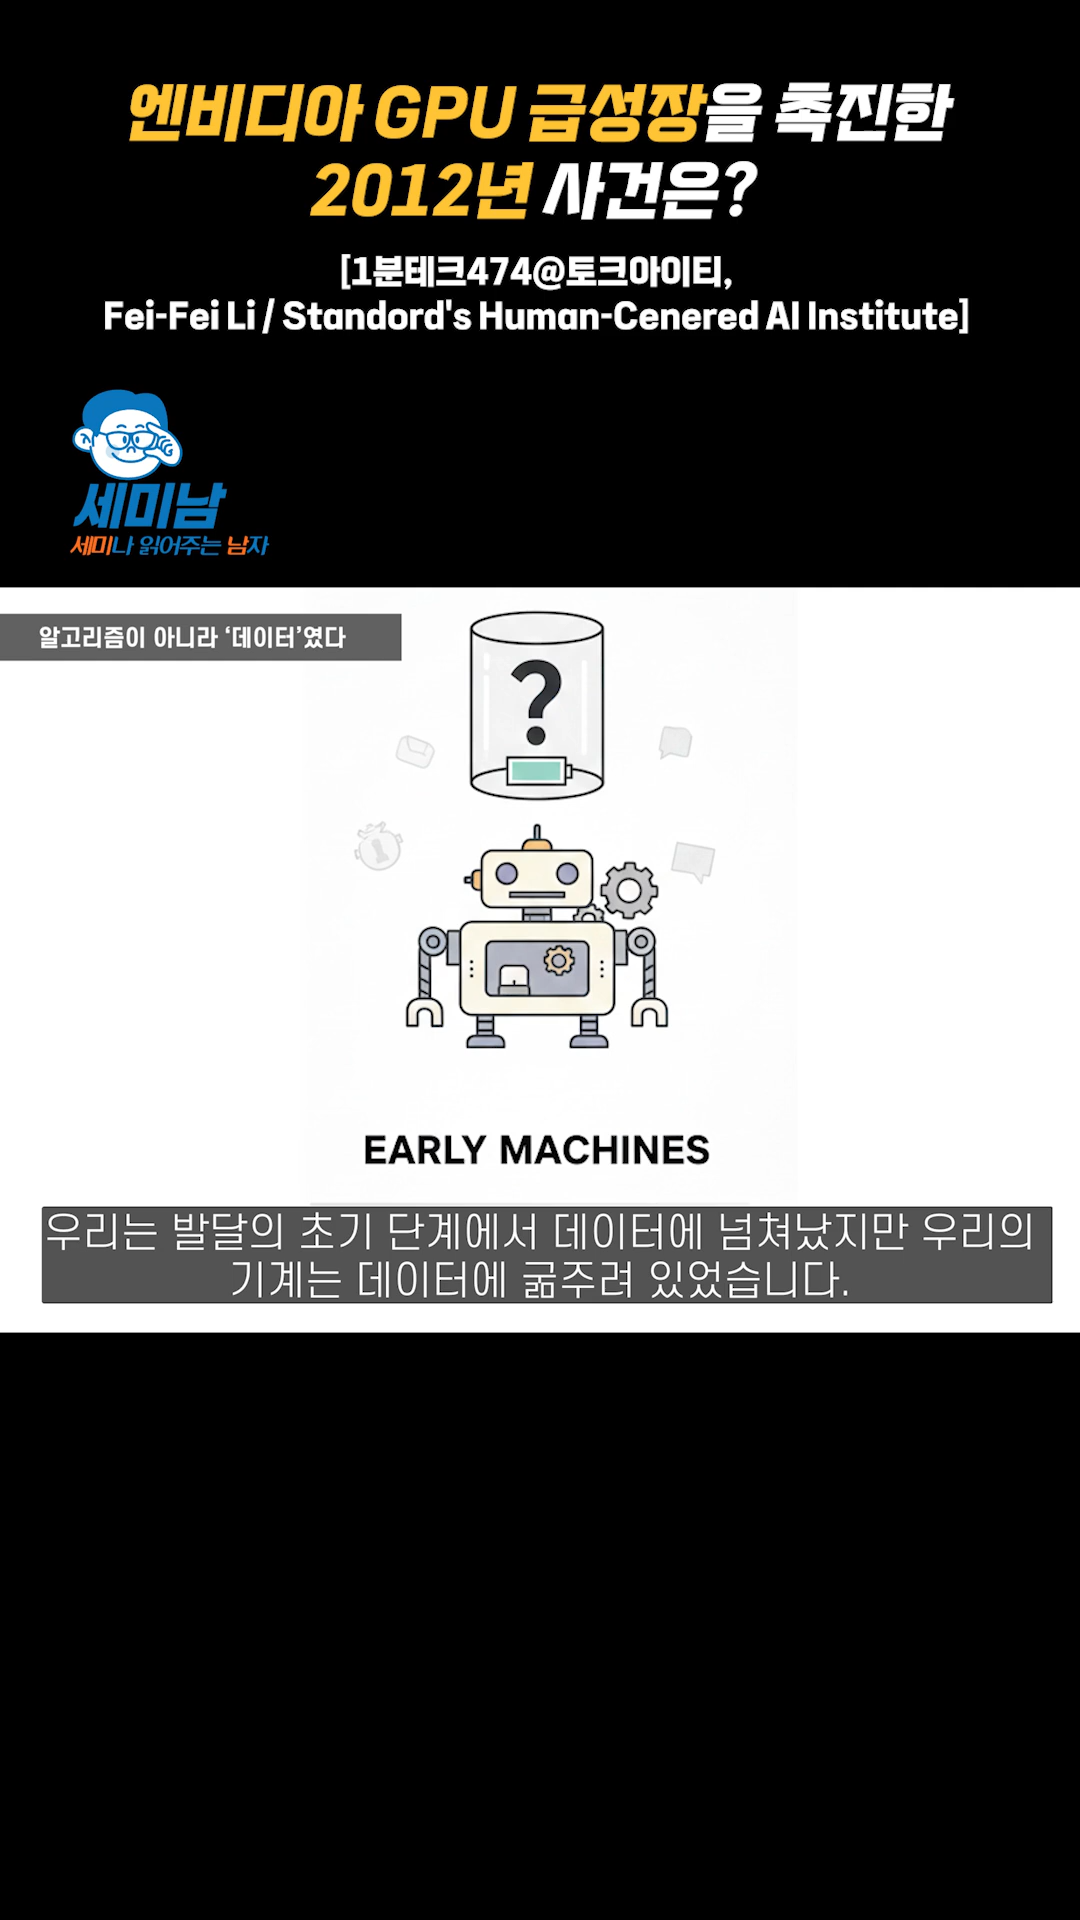 엔비디아 GPU 급성장을 촉진한
2012년 사건은?
[1분테크474@토크아이티,
Fei-Fei Li / Standord's Human-Cenered AI Institute]
세미남
세미나 읽어주는 남자
알고리즘이 아니라 ‘데이터’였다
?
EARLY MACHINES
우리는 발달의 초기 단계에서 데이터에 넘쳐났지만 우리의
기계는 데이터에 굶주려 있었습니다.